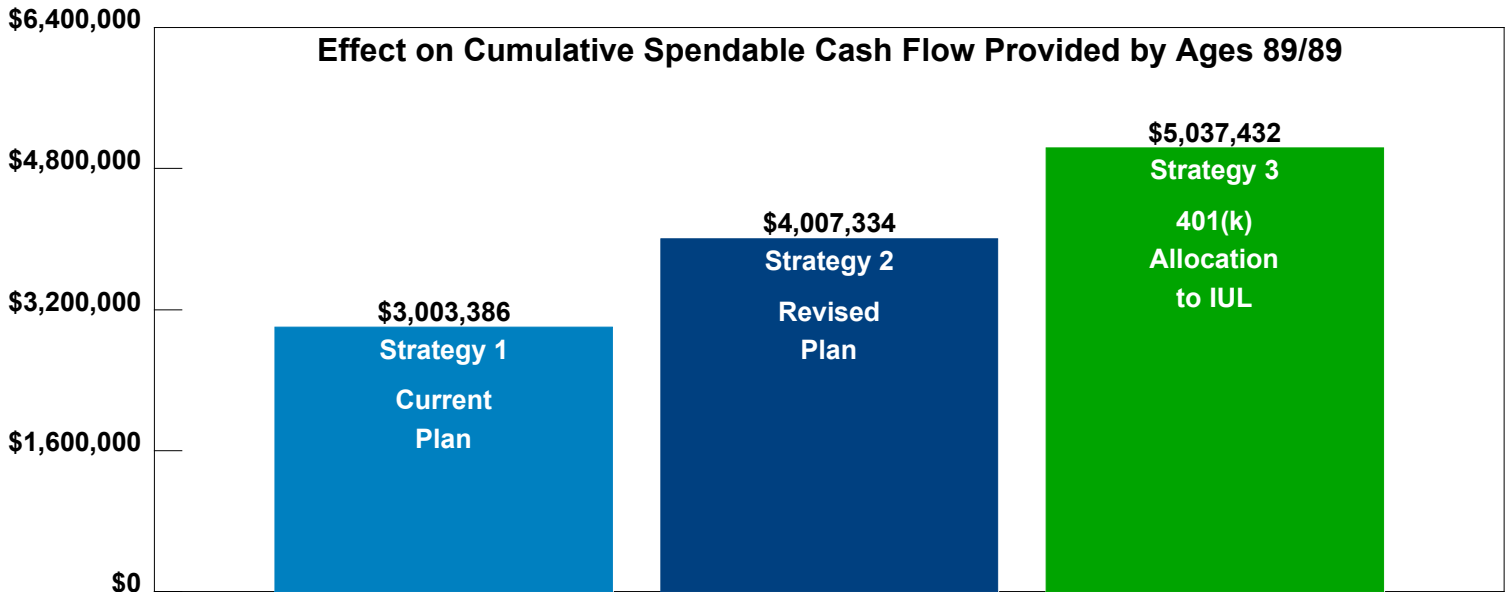 $6,400,000
Effect on Cumulative Spendable Cash Flow Provided by Ages 89/89
$5,037,432
$4,800,000
Strategy 3
401(k)
Allocation
to IUL
$4,007,334
Strategy 2
Revised
Plan
$3,200,000
$3,003,386
Strategy 1
Current
Plan
$1,600,000
$0